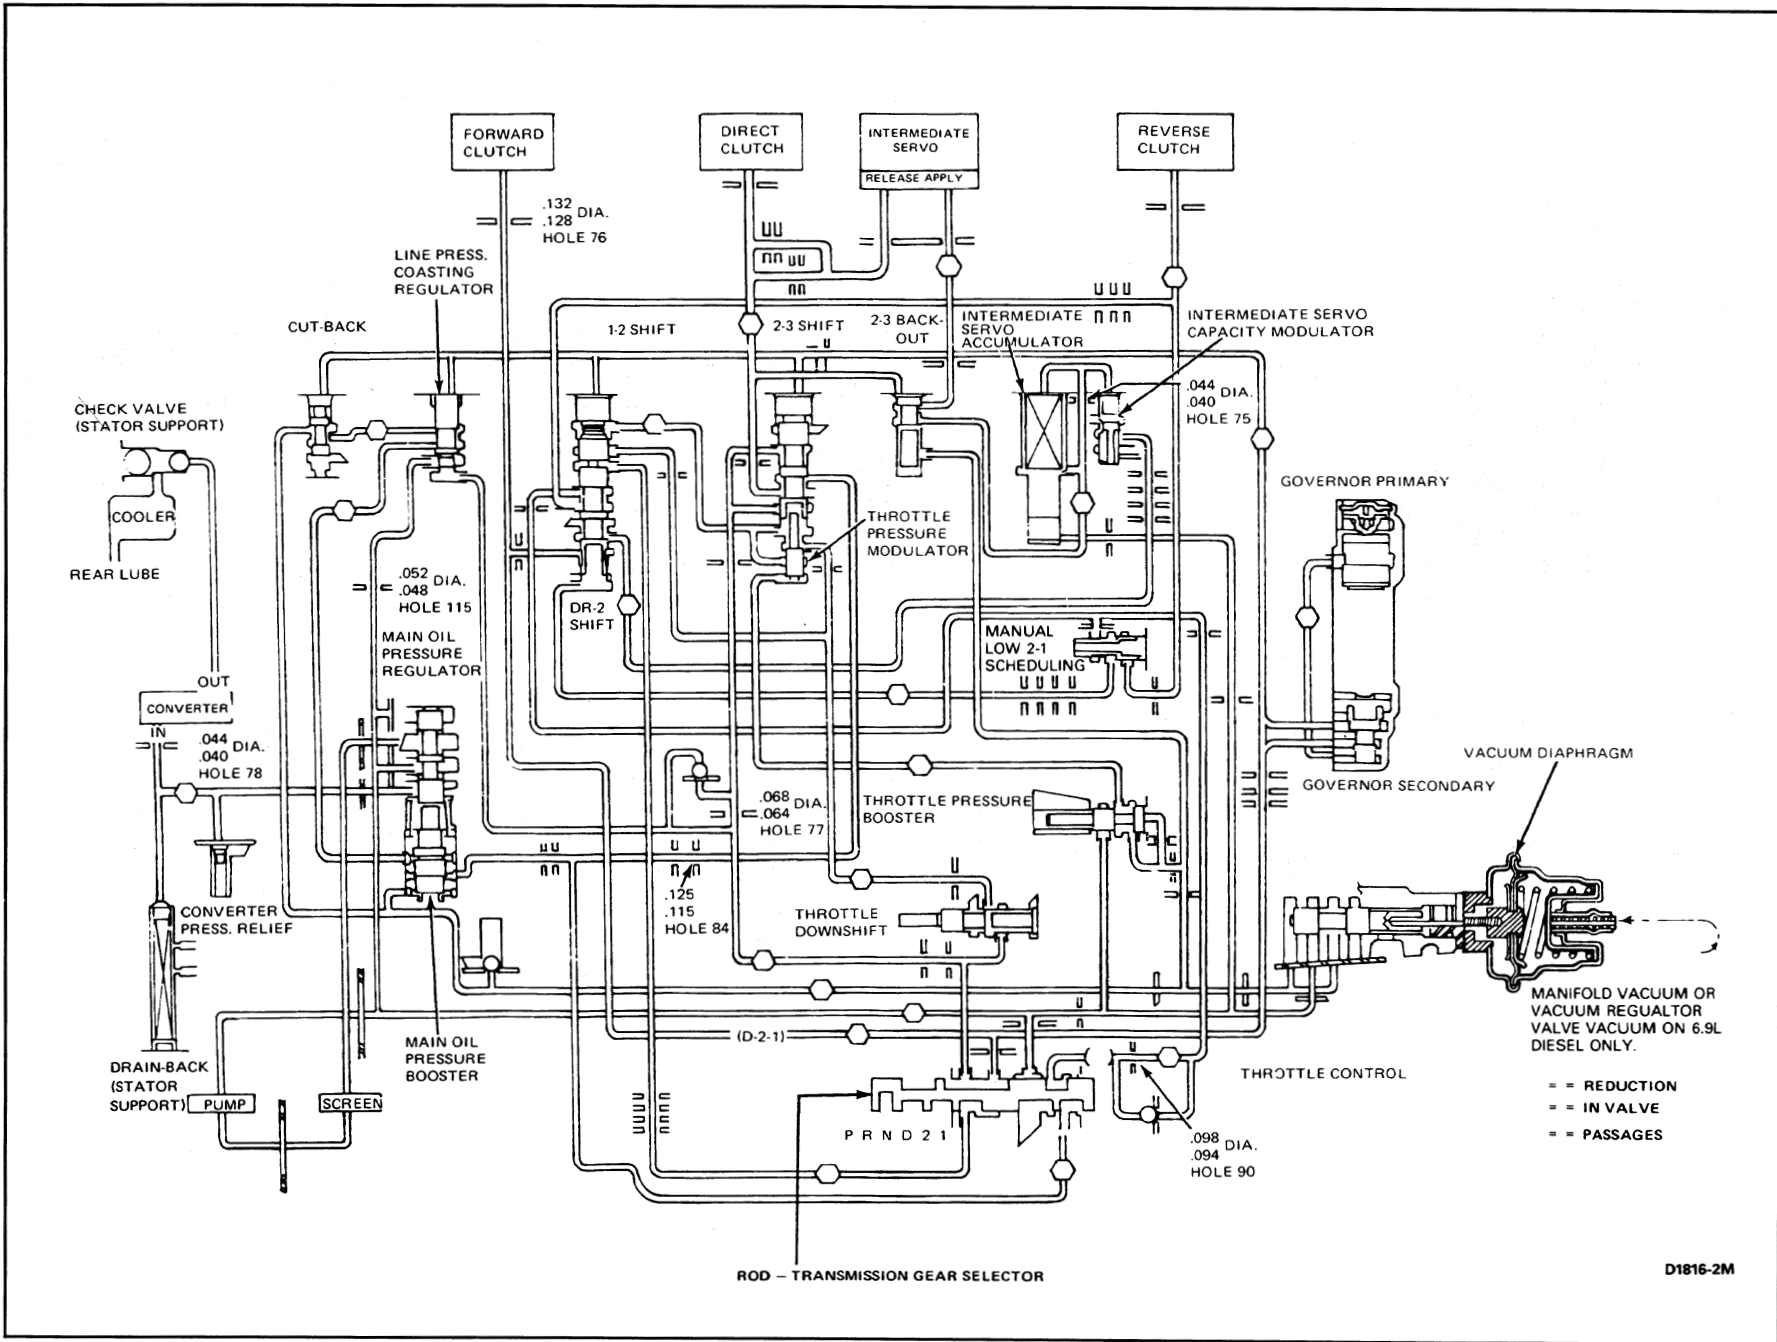 FORWARD
CLUTCH
DIRECT
CLUTCH
INTERMEDIATE
SERVO
RELEASE APPLY
REVERSE
CLUTCH
.132
.128 DIA.
HOLE 76
LINE PRESS.
COASTING
REGULATOR
CUT-BACK
1-2 SHIFT
2-3 SHIFT
2-3 BACK-
OUT
INTERMEDIATE
SERVO
ACCUMULATOR
INTERMEDIATE SERVO
CAPACITY MODULATOR
.044
.040 DIA.
HOLE 75
CHECK VALVE
(STATOR SUPPORT)
COOLER
REAR LUBE
GOVERNOR PRIMARY
THROTTLE
PRESSURE
MODULATOR
.052
.048 DIA.
HOLE 115
DR-2
SHIFT
MAIN OIL
PRESSURE
REGULATOR
MANUAL
LOW 2-1
SCHEDULING
OUT
CONVERTER
IN
.044
.040 DIA.
HOLE 78
VACUUM DIAPHRAGM
GOVERNOR SECONDARY
.068
.064 DIA.
HOLE 77
THROTTLE PRESSURE
BOOSTER
.125
.115
HOLE 84
THROTTLE
DOWNSHIFT
CONVERTER
PRESS. RELIEF
MANIFOLD VACUUM OR
VACUUM REGUALTOR
VALVE VACUUM ON 6.9L
DIESEL ONLY.
(D-2-1)
MAIN OIL
PRESSURE
BOOSTER
DRAIN-BACK
(STATOR
SUPPORT)
PUMP
SCREEN
THROTTLE CONTROL
= = REDUCTION
= = IN VALVE
= = PASSAGES
P R N D 2 1
.098
.094 DIA.
HOLE 90
ROD – TRANSMISSION GEAR SELECTOR
D1816-2M